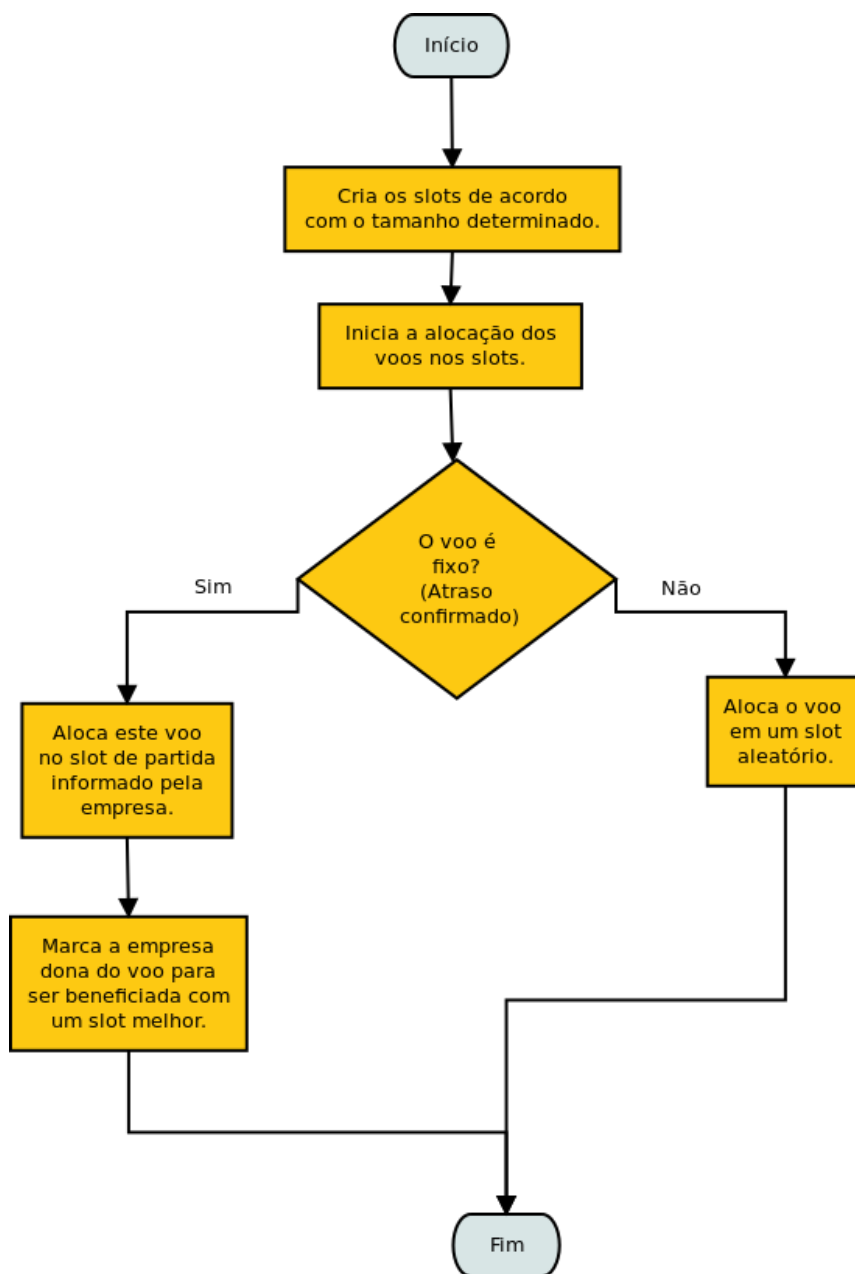 Início
Cria os slots de acordo
com o tamanho determinado.
Inicia a alocação dos
voos nos slots.
O voo é
fixo?
(Atraso
confirmado)
Sim
Não
Aloca este voo
no slot de partida
informado pela
empresa.
Aloca o voo
em um slot
aleatório.
Marca a empresa
dona do voo para
ser beneficiada com
um slot melhor.
Fim